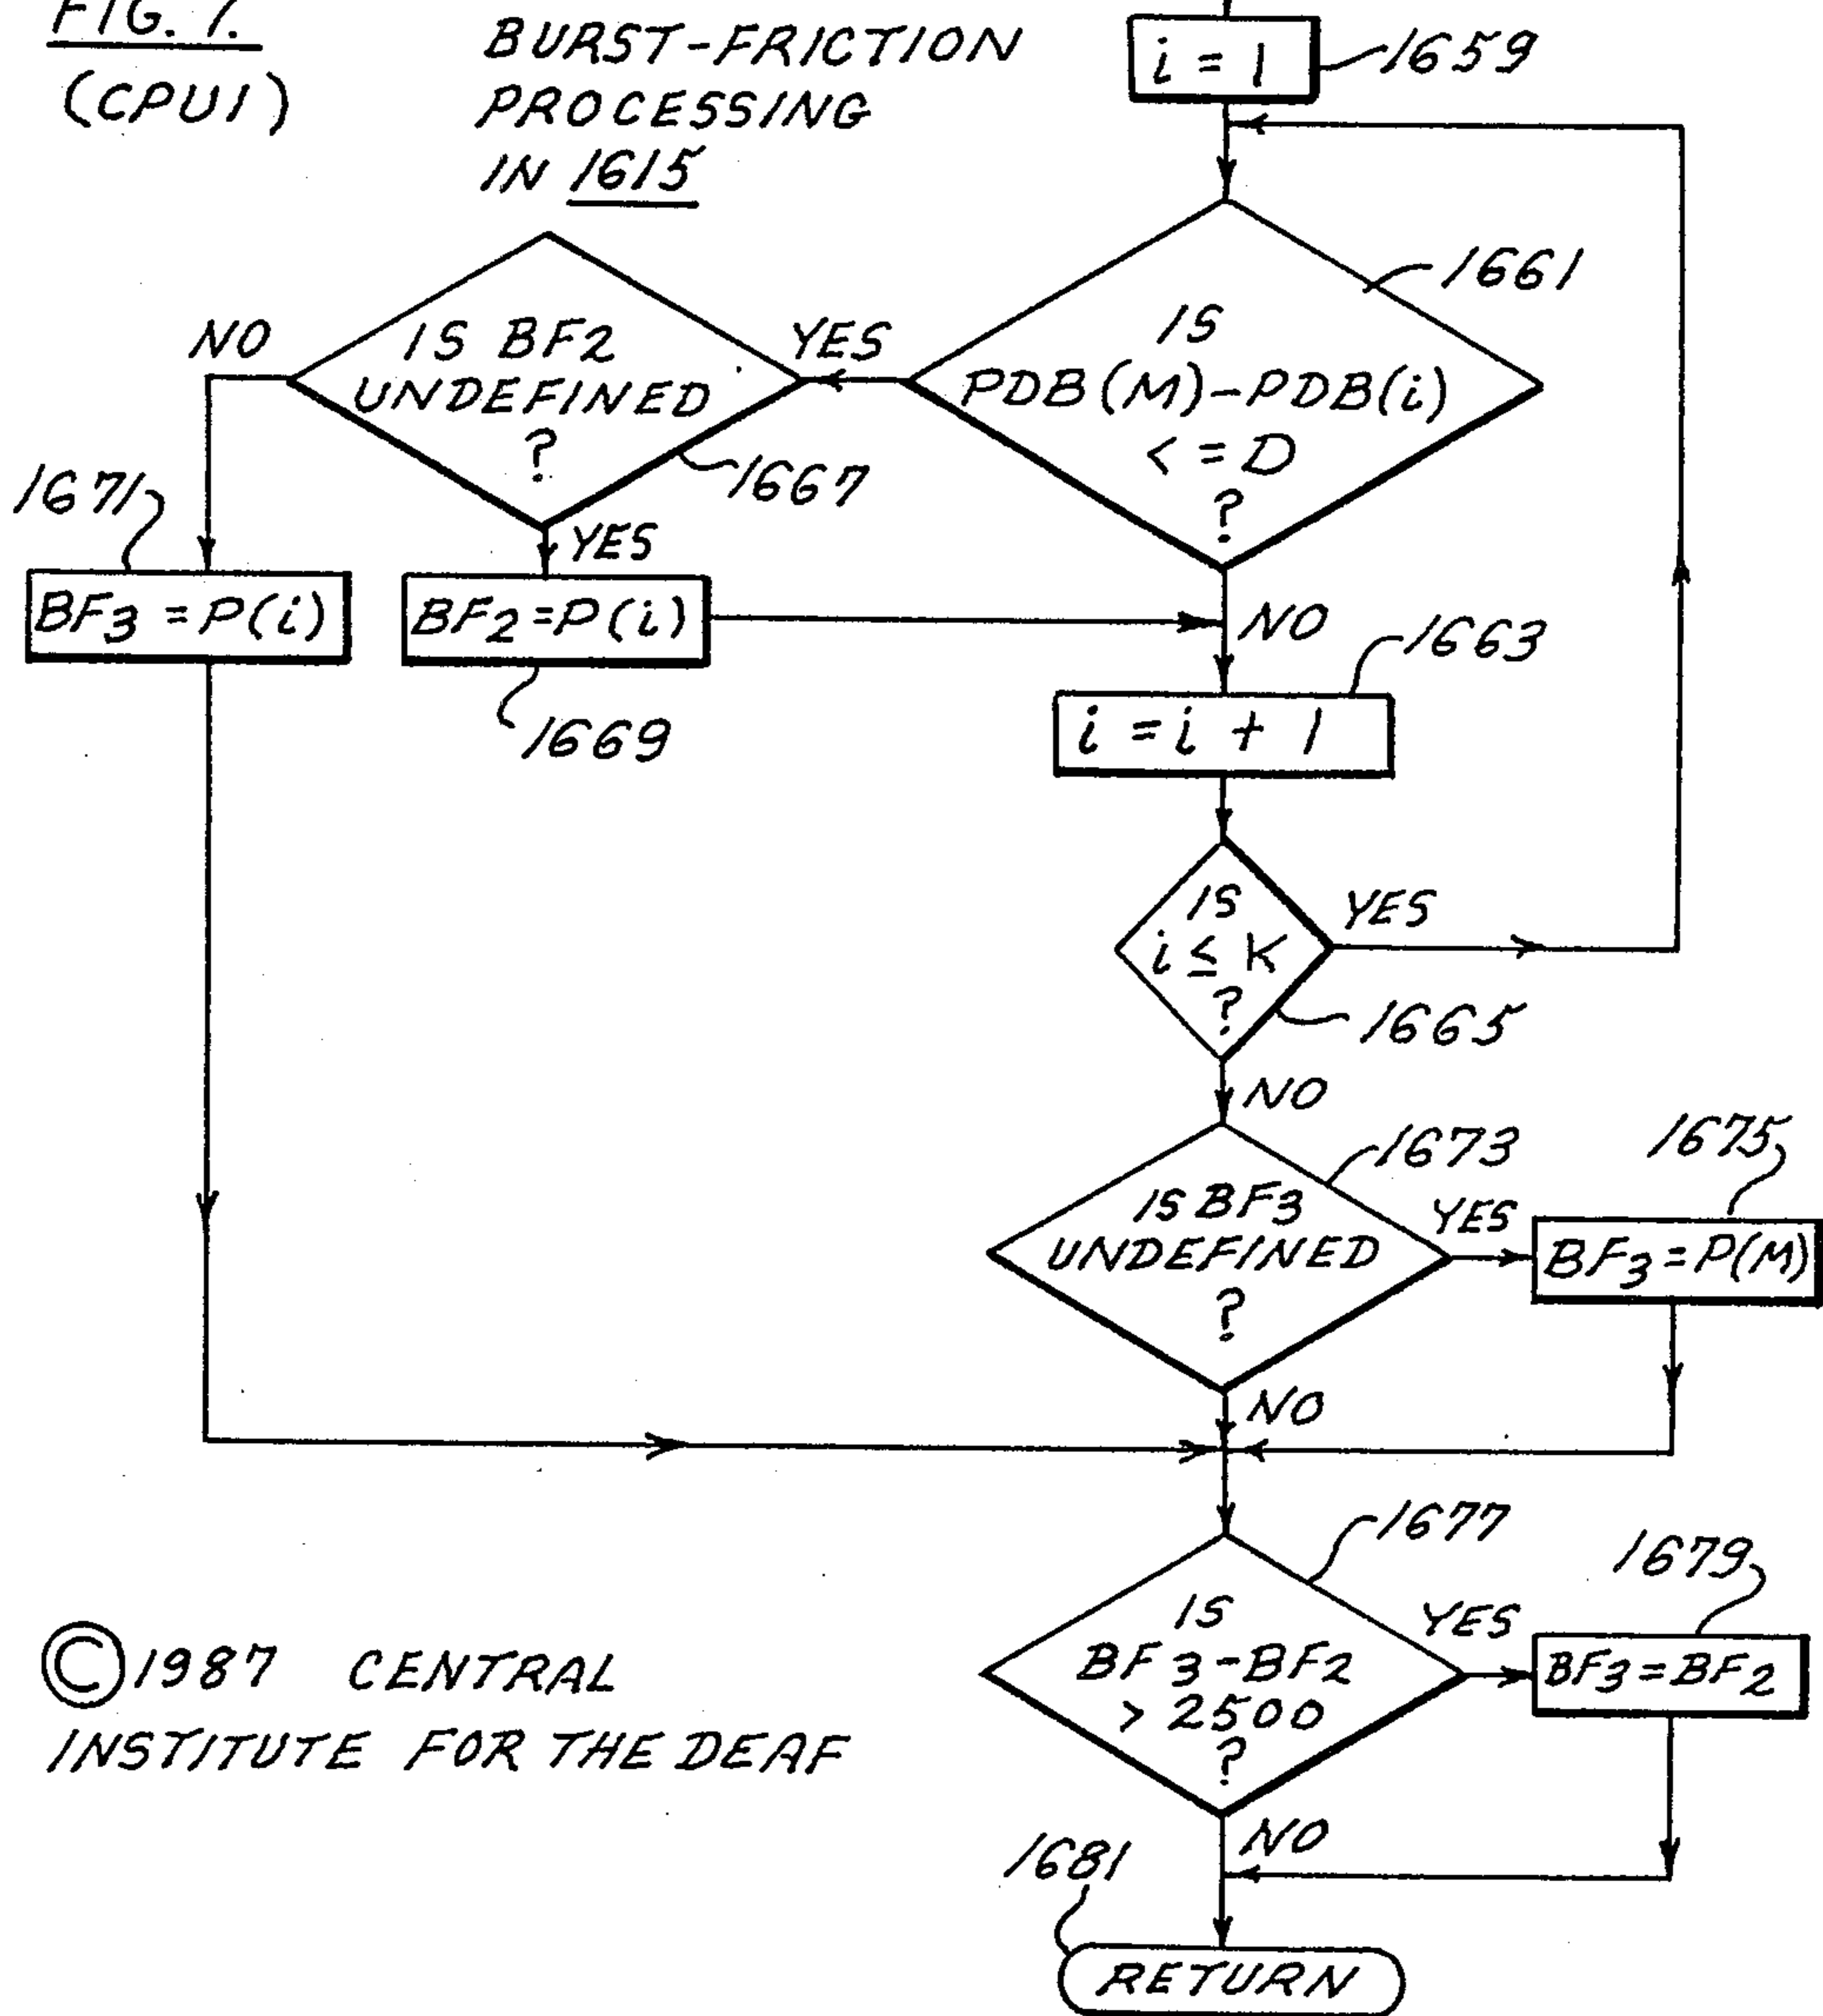 FIG. 7.
(CPU1)
BURST-FRICTION
PROCESSING
IN 1615
i = 1
1659
IS
PDB(M)-PDB(i)
<=D
?
1661
YES
NO
IS BF2
UNDEFINED
?
1667
NO
YES
1671
BF3 = P(i)
BF2=P(i)
1669
1663
i = i + 1
IS
i ≤ K
?
YES
1665
NO
1673
IS BF3
UNDEFINED
?
YES
1675
BF3=P(M)
NO
1677
IS
BF3-BF2
> 2500
?
YES
1679
BF3=BF2
NO
1681
RETURN
© 1987 CENTRAL
INSTITUTE FOR THE DEAF